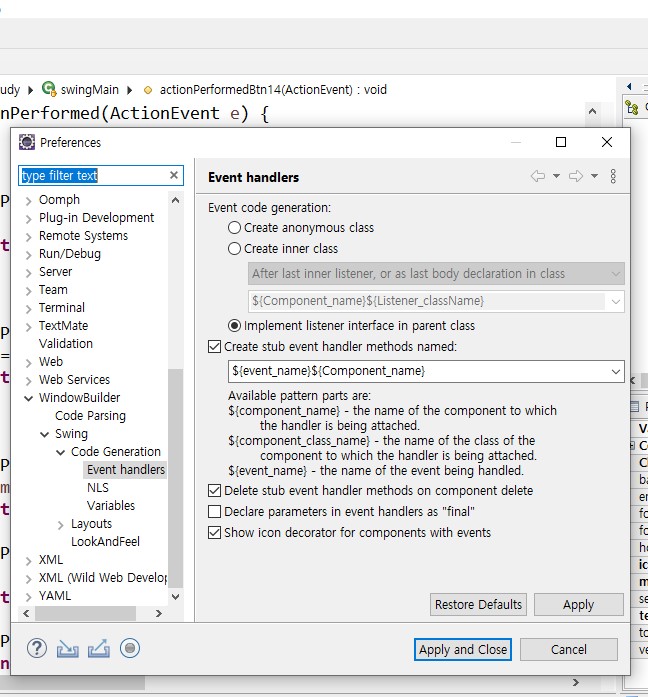 udy swingMain actionPerformedBtn14(ActionEvent) : void
nPerformed(ActionEvent e) {
Preferences
type filter text
Oomph
Plug-in Development
Remote Systems
Run/Debug
Server
Team
Terminal
TextMate
Validation
Web
Web Services
WindowBuilder
Code Parsing
Swing
Code Generation
Event handlers
NLS
Variables
Layouts
LookAndFeel
XML
XML (Wild Web Develop
YAML
Event handlers
Event code generation:
Create anonymous class
Create inner class
After last inner listener, or as last body declaration in class
${Component_name}${Listener_className}
Implement listener interface in parent class
Create stub event handler methods named:
${event_name}${Component_name}
Available pattern parts are:
${component_name} - the name of the component to which
the handler is being attached.
${component_class_name} - the name of the class of the
component to which the handler is being attached.
${event_name} - the name of the event being handled.
Delete stub event handler methods on component delete
Declare parameters in event handlers as "final"
Show icon decorator for components with events
Restore Defaults
Apply
Apply and Close
Cancel